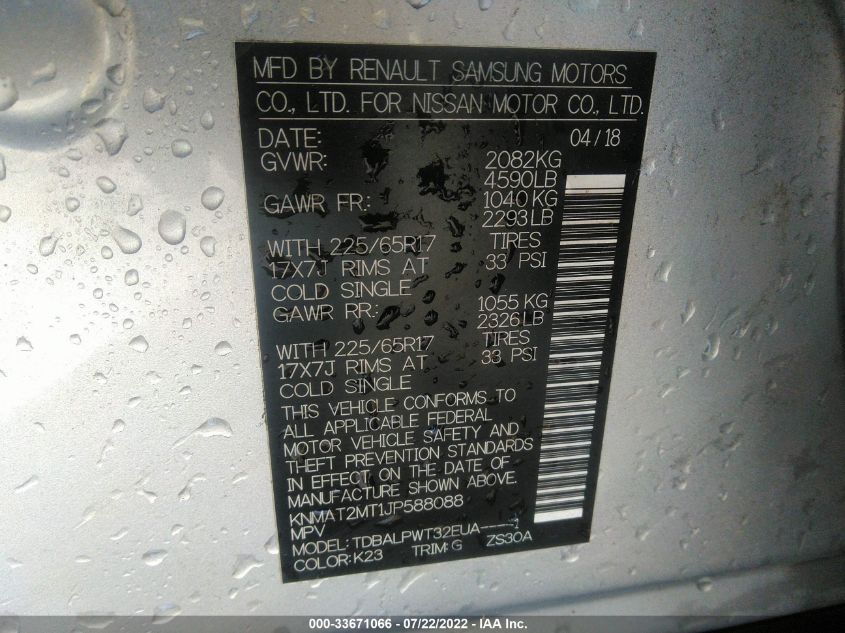 MFD BY RENAULT SAMSUNG MOTORS
CO., LTD. FOR NISSAN MOTOR CO., LTD.
DATE: 04/18
GVWR: 2082KG
4590LB
GAWR FR.: 1040 KG
2293 LB
WITH 225/65R17 TIRES
17X7J RIMS AT 33 PSI
COLD SINGLE
GAWR RR.: 1055 KG
2326 LB
WITH 225/65R17 TIRES
17X7J RIMS AT 33 PSI
COLD SINGLE
THIS VEHICLE CONFORMS TO
ALL APPLICABLE FEDERAL
MOTOR VEHICLE SAFETY AND
THEFT PREVENTION STANDARDS
IN EFFECT ON THE DATE OF
MANUFACTURE SHOWN ABOVE.
KNMAT2MT1JP588088
MPV
MODEL: TDBALPWT32EUA-----
COLOR:K23 TRIM:G ZS30A
000-33671066 - 07/22/2022 - IAA Inc.